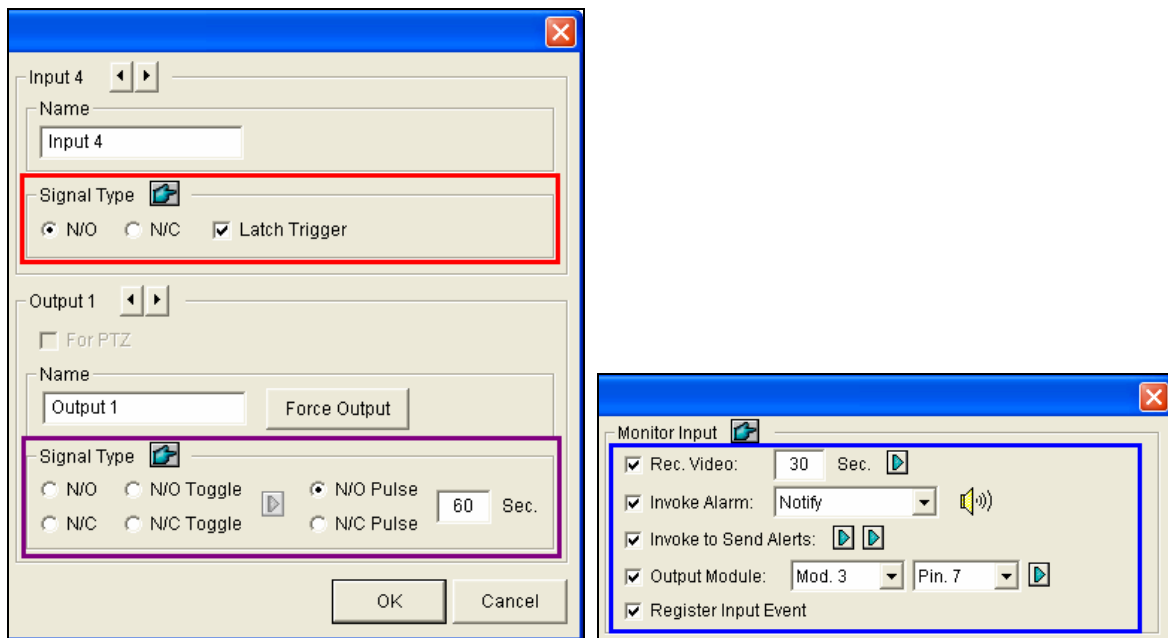 Input 4
Name
Input 4
Signal Type
N/O N/C Latch Trigger
Output 1
For PTZ
Name
Output 1 Force Output
Signal Type
N/O N/O Toggle N/O Pulse
60 Sec.
N/C N/C Toggle N/C Pulse
OK Cancel
Monitor Input
Rec. Video: 30 Sec.
Invoke Alarm: Notify
Invoke to Send Alerts:
Output Module: Mod. 3 Pin. 7
Register Input Event